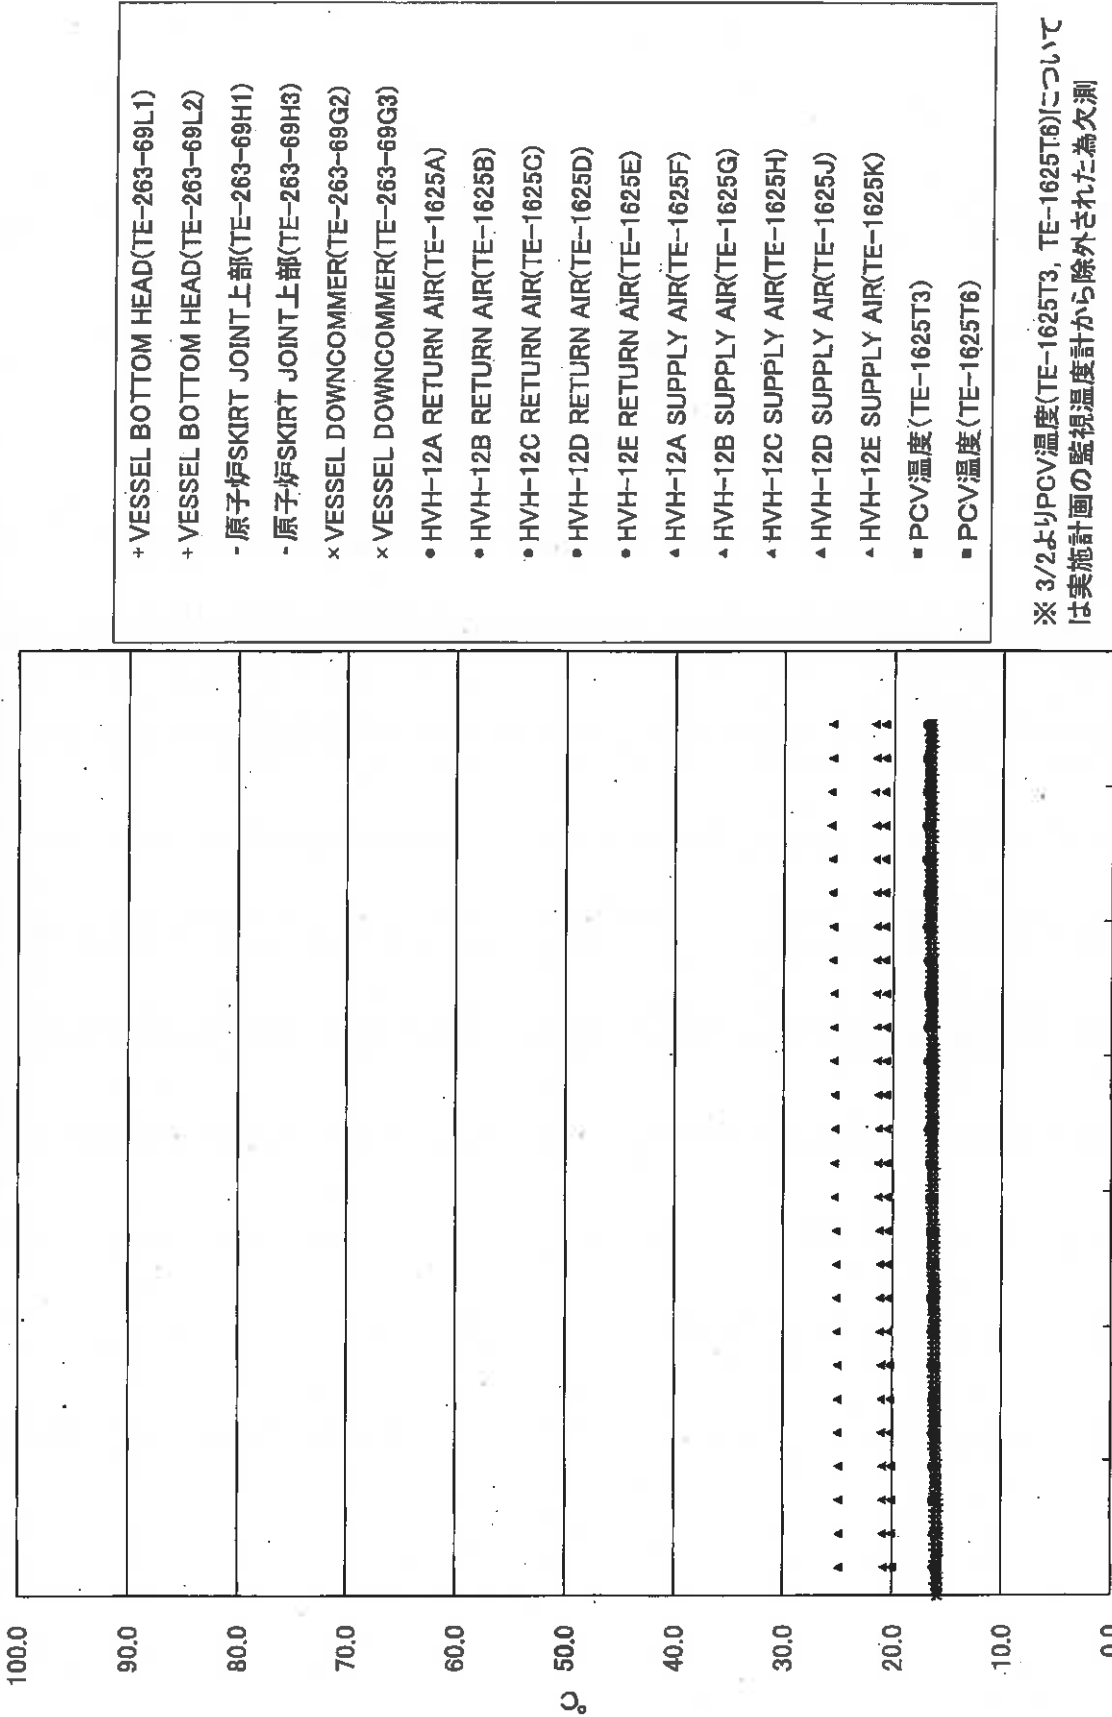 100.0
90.0
80.0
70.0
60.0
50.0
40.0
30.0
20.0
10.0
0.0
℃
+ VESSEL BOTTOM HEAD(TE-263-69L1)
+ VESSEL BOTTOM HEAD(TE-263-69L2)
- 原子炉SKIRT JOINT上部(TE-263-69H1)
- 原子炉SKIRT JOINT上部(TE-263-69H3)
× VESSEL DOWNCOMMER(TE-263-69G2)
× VESSEL DOWNCOMMER(TE-263-69G3)
● HVH-12A RETURN AIR(TE-1625A)
● HVH-12B RETURN AIR(TE-1625B)
● HVH-12C RETURN AIR(TE-1625C)
● HVH-12D RETURN AIR(TE-1625D)
● HVH-12E RETURN AIR(TE-1625E)
▲ HVH-12A SUPPLY AIR(TE-1625F)
▲ HVH-12B SUPPLY AIR(TE-1625G)
▲ HVH-12C SUPPLY AIR(TE-1625H)
▲ HVH-12D SUPPLY AIR(TE-1625J)
▲ HVH-12E SUPPLY AIR(TE-1625K)
■ PCV温度(TE-1625T3)
■ PCV温度(TE-1625T6)
※ 3/2よりPCV温度(TE-1625T3, TE-1625T6)について
は実施計画の監視温度計から除外された為欠測